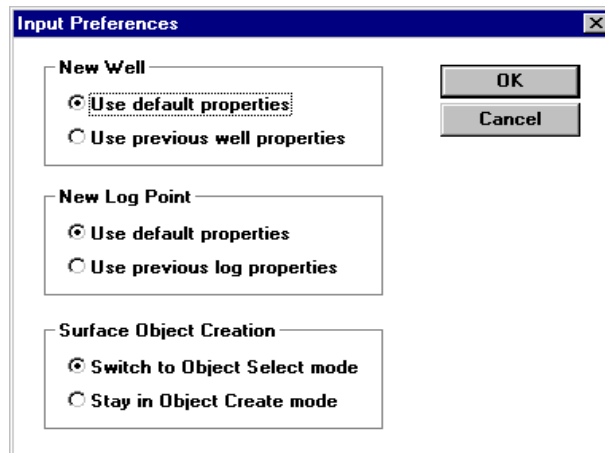 Input Preferences
New Well
Use default properties
Use previous well properties
OK
Cancel
New Log Point
Use default properties
Use previous log properties
Surface Object Creation
Switch to Object Select mode
Stay in Object Create mode